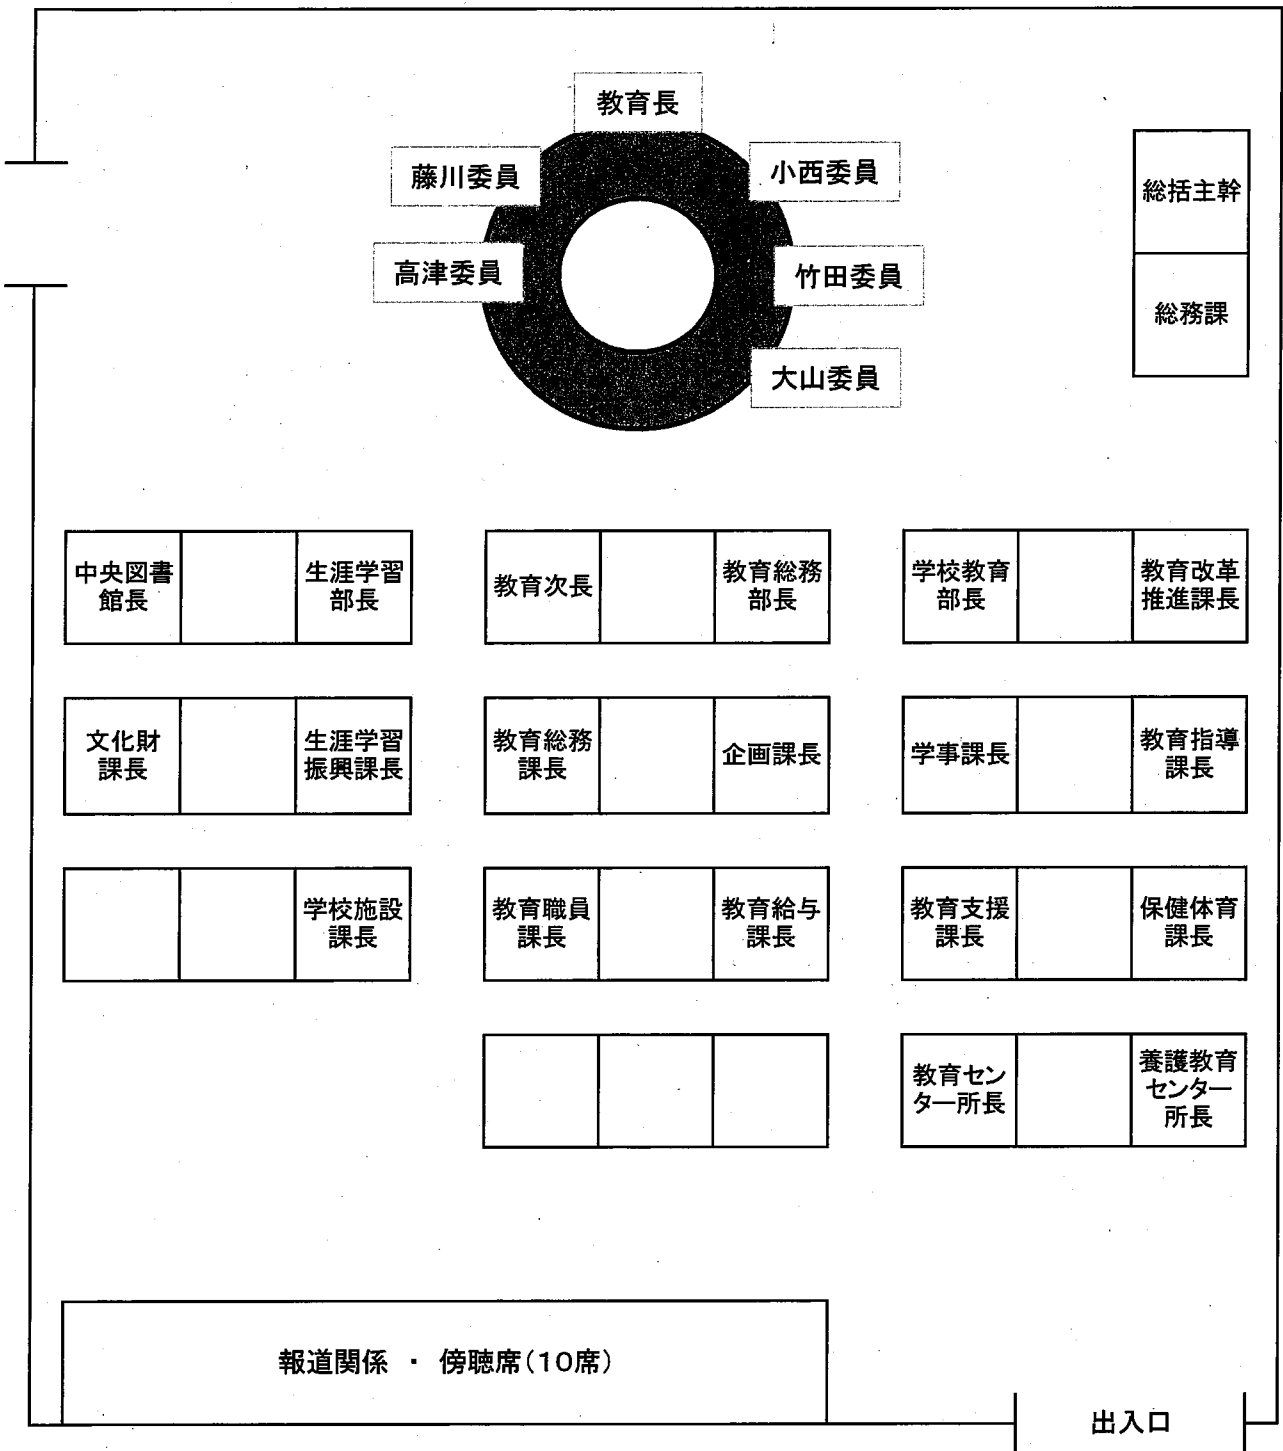 教育長
藤川委員
小西委員
高津委員
竹田委員
大山委員
総括主幹
総務課
中央図書
館長
生涯学習
部長
教育次長
教育総務
部長
学校教育
部長
教育改革
推進課長
文化財
課長
生涯学習
振興課長
教育総務
課長
企画課長
学事課長
教育指導
課長
学校施設
課長
教育職員
課長
教育給与
課長
教育支援
課長
保健体育
課長
教育セン
ター所長
養護教育
センター
所長
報道関係 ・ 傍聴席(10席)
出入口